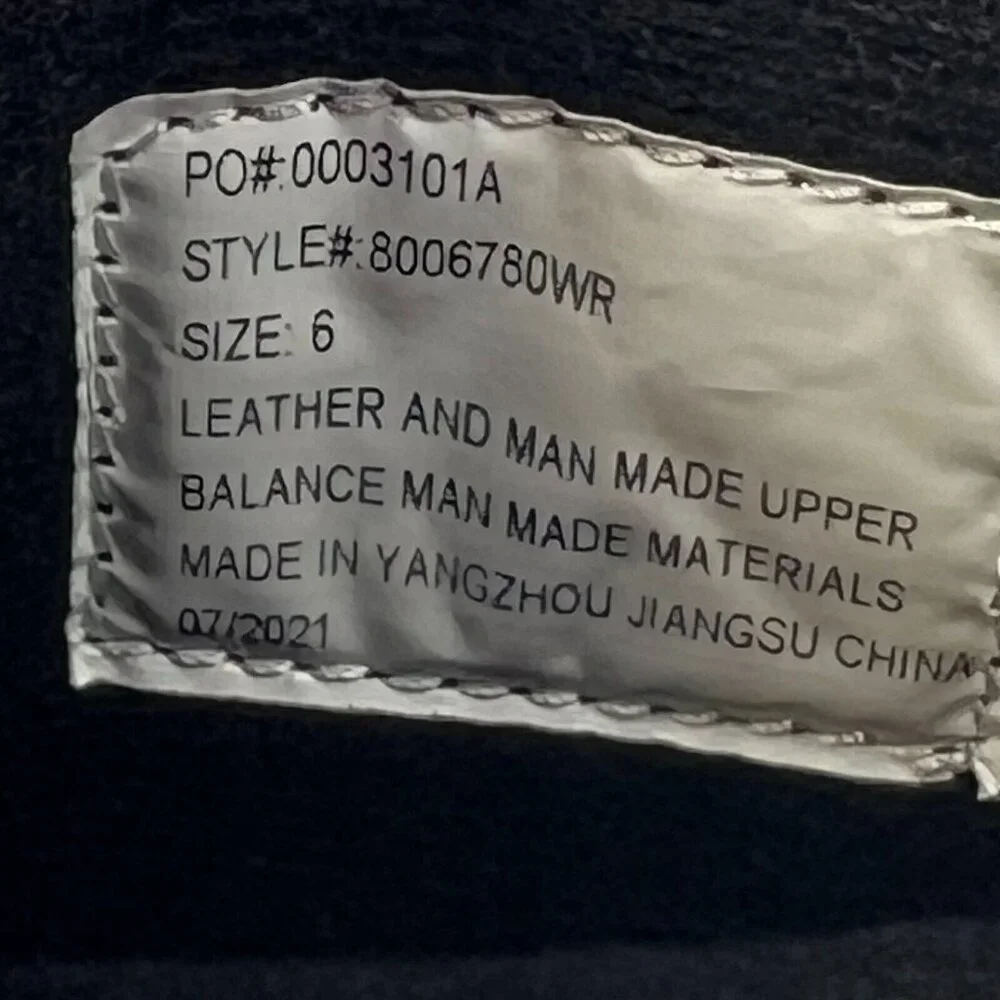 PO#:0003101A
STYLE#:8006780WR
SIZE: 6
LEATHER AND MAN MADE UPPER
BALANCE MAN MADE MATERIALS
MADE IN YANGZHOU JIANGSU CHINA
07/2021